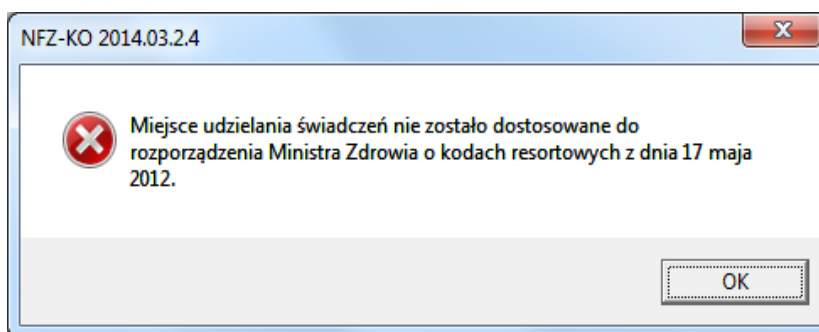 NFZ-KO 2014.03.2.4
Miejsce udzielania świadczeń nie zostało dostosowane do
rozporządzenia Ministra Zdrowia o kodach resortowych z dnia 17 maja
2012.
OK